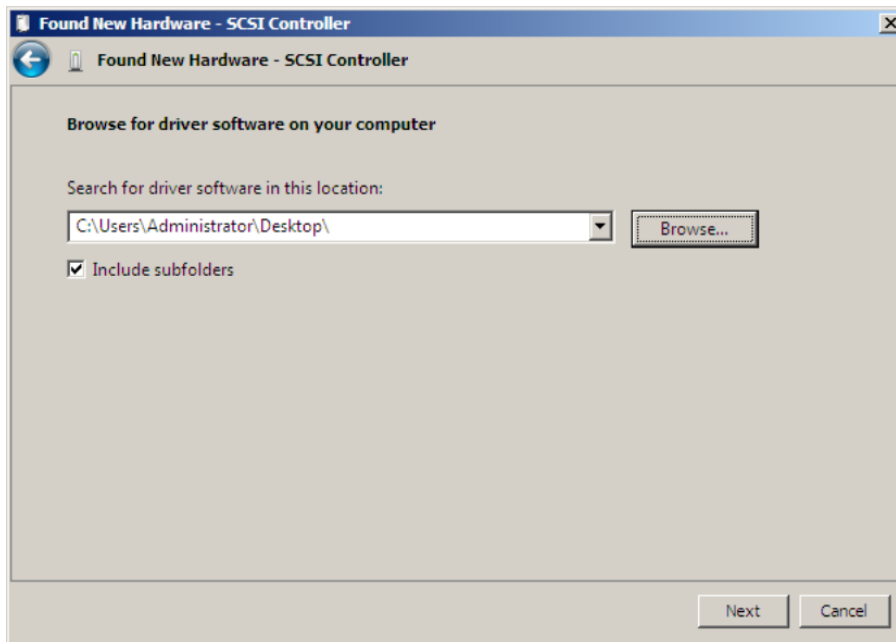 Found New Hardware - SCSI Controller
Found New Hardware - SCSI Controller
Browse for driver software on your computer
Search for driver software in this location:
C:\Users\Administrator\Desktop\
Browse...
Include subfolders
Next
Cancel